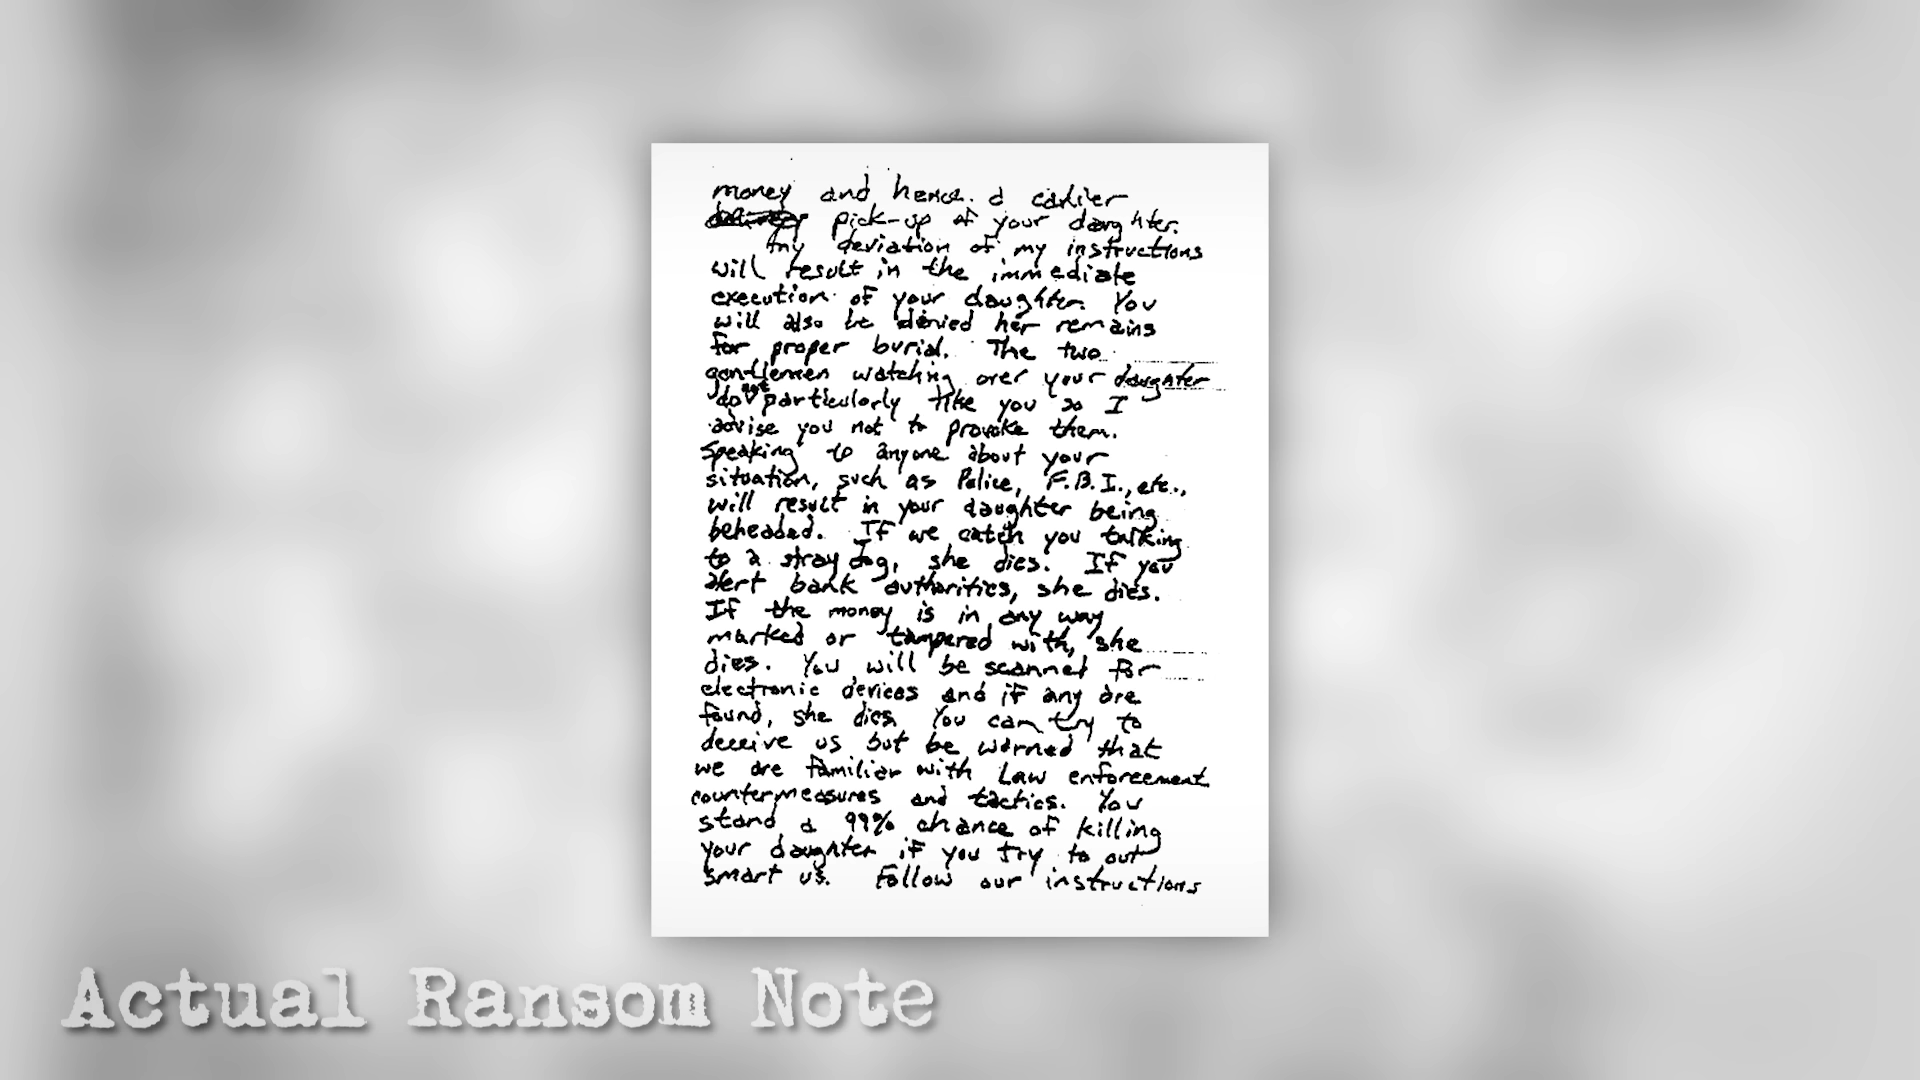 money and hence a earlier
pick-up of your daughter.
Any deviation of my instructions
will result in the immediate
execution of your daughter. You
will also be denied her remains
for proper burial. The two
gentlemen watching over your daughter
do not particularly like you so I
advise you not to provoke them.
Speaking to anyone about your
situation, such as Police, F.B.I., etc.,
will result in your daughter being
beheaded. If we catch you talking
to a stray dog, she dies. If you
alert bank authorities, she dies.
If the money is in any way
marked or tampered with, she
dies. You will be scanned for
electronic devices and if any are
found, she dies. You can try to
deceive us but be warned that
we are familiar with Law enforcement
countermeasures and tactics. You
stand a 99% chance of killing
your daughter if you try to out
smart us. Follow our instructions
Actual Ransom Note